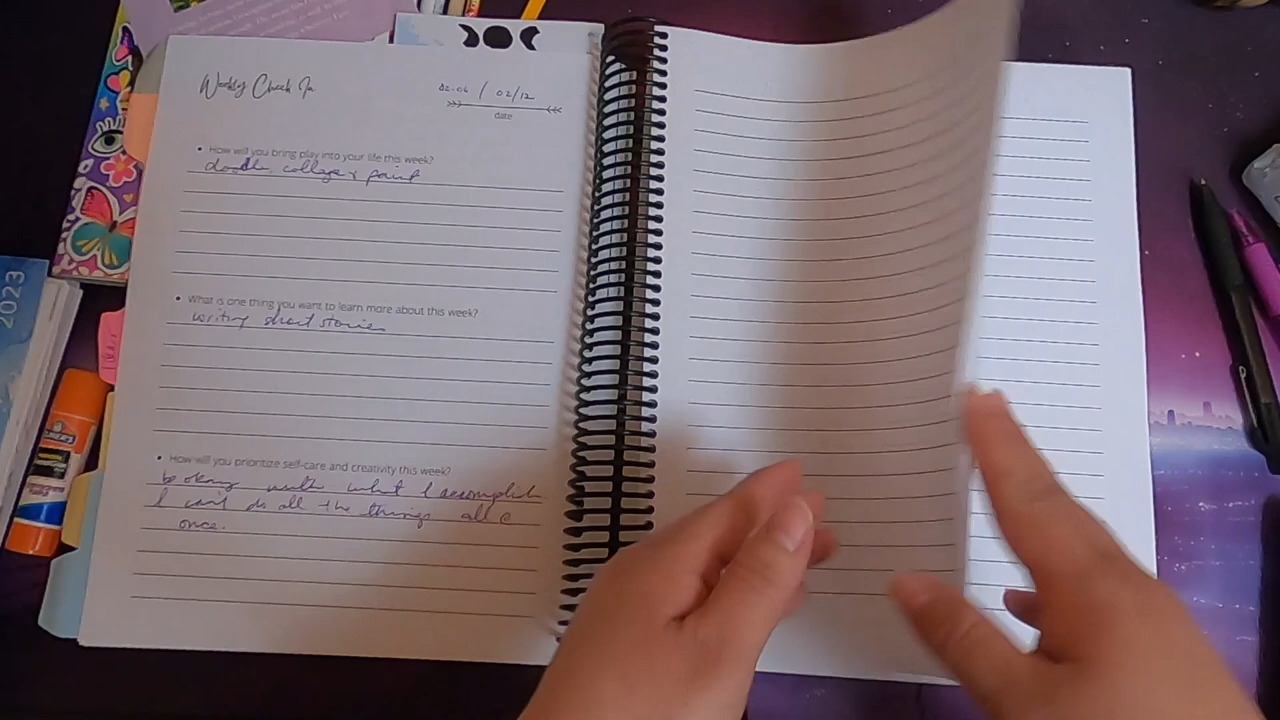 Weekly Check In
02.06 / 02/12
date
• How will you bring play into your life this week?
doodle, collage & paint
• What is one thing you want to learn more about this week?
writing short stories
• How will you prioritize self-care and creativity this week?
be okay with what I accomplish.
I can't do all the things all @
once.
2023
ELMER'S